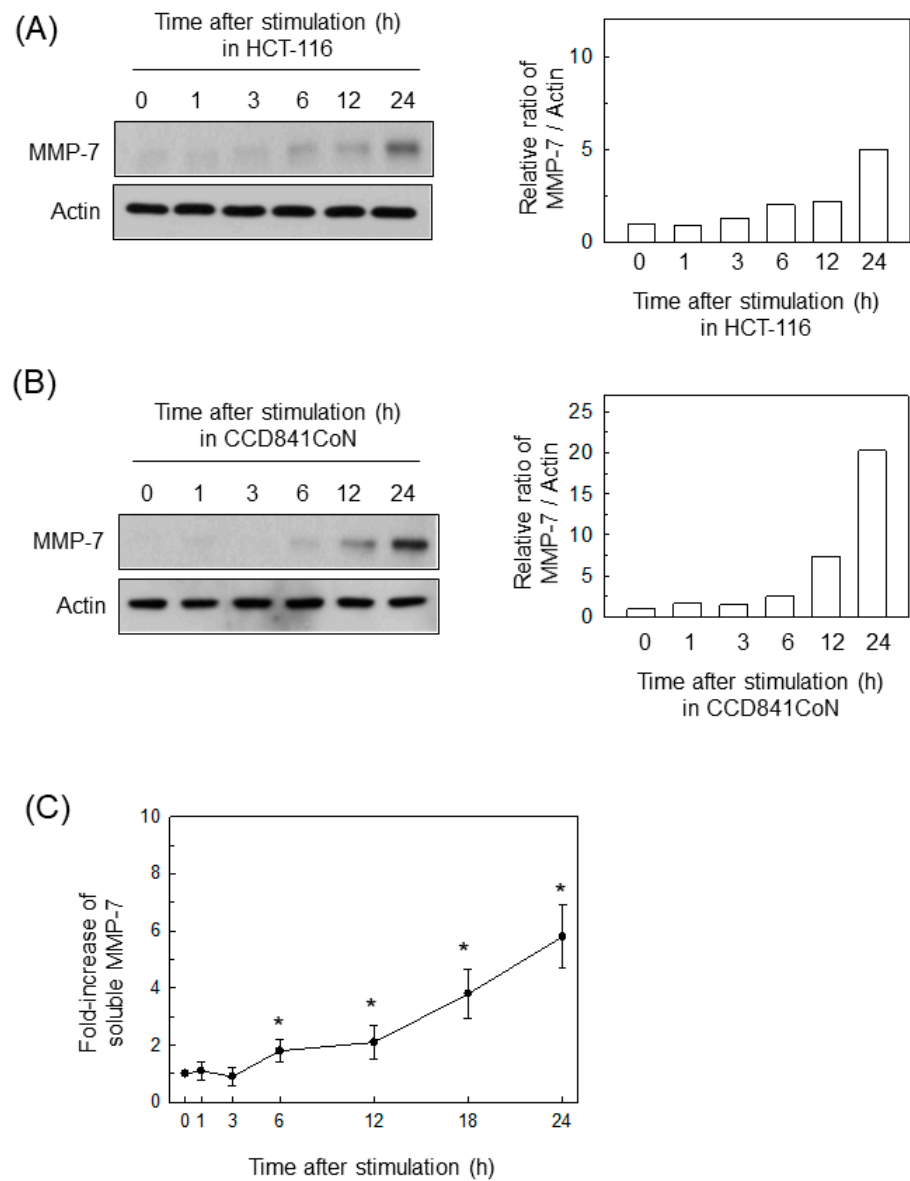 (A)
Time after stimulation (h)
in HCT-116
0 1 3 6 12 24
MMP-7
Actin
Relative ratio of
MMP-7 / Actin
10
5
0
0 1 3 6 12 24
Time after stimulation (h)
in HCT-116
(B)
Time after stimulation (h)
in CCD841CoN
0 1 3 6 12 24
MMP-7
Actin
Relative ratio of
MMP-7 / Actin
25
20
15
10
5
0
0 1 3 6 12 24
Time after stimulation (h)
in CCD841CoN
(C)
Fold-increase of
soluble MMP-7
10
8
6
4
2
0
* * * *
0 1 3 6 12 18 24
Time after stimulation (h)